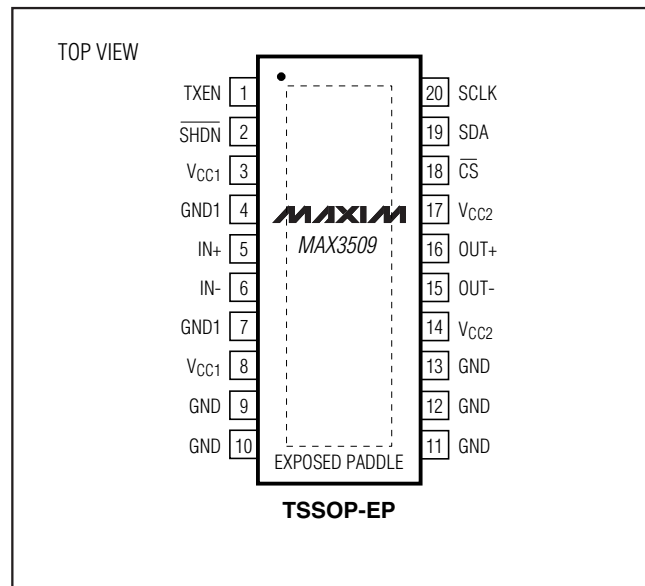 TOP VIEW
TXEN 1
SHDN 2
VCC1 3
GND1 4
IN+ 5
IN- 6
GND1 7
VCC1 8
GND 9
GND 10
20 SCLK
19 SDA
18 CS
17 VCC2
16 OUT+
15 OUT-
14 VCC2
13 GND
12 GND
11 GND
MAXIM
MAX3509
EXPOSED PADDLE
TSSOP-EP